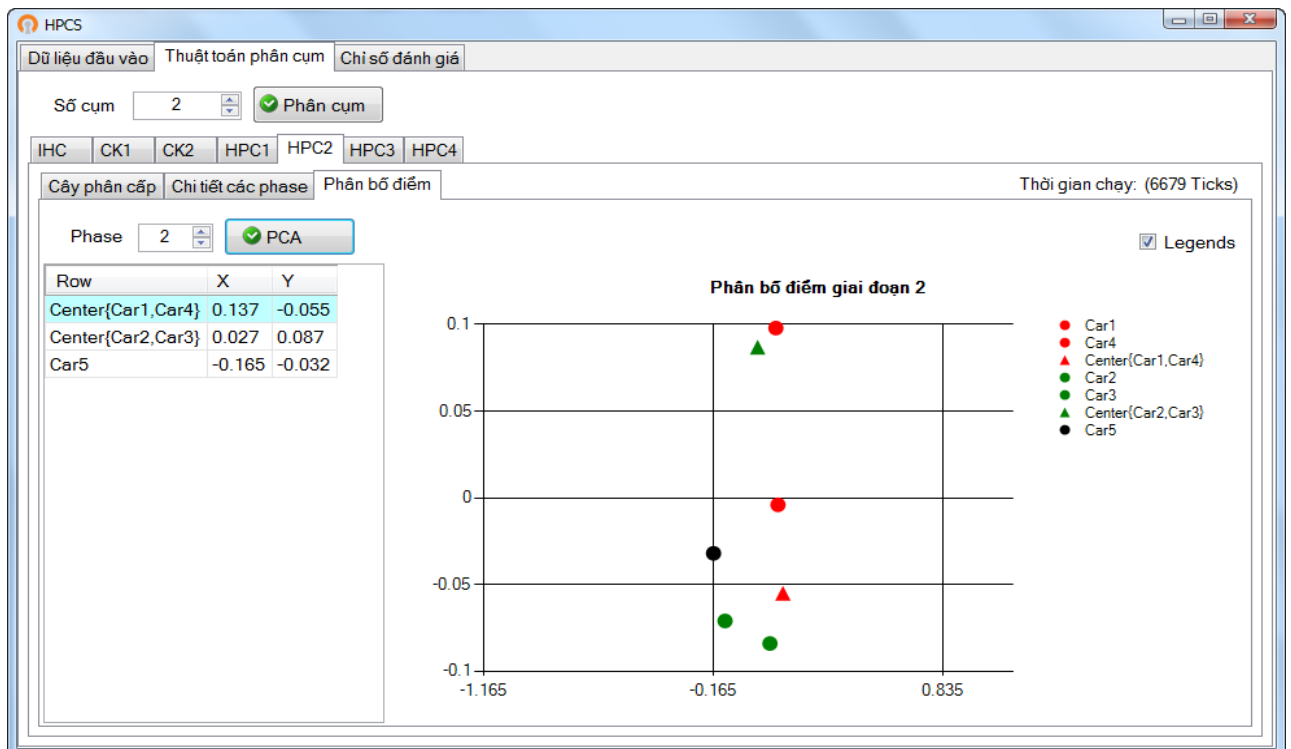 HPCS
Dữ liệu đầu vào Thuật toán phân cụm Chỉ số đánh giá
Số cụm 2 Phân cụm
IHC CK1 CK2 HPC1 HPC2 HPC3 HPC4
Cây phân cấp Chi tiết các phase Phân bố điểm Thời gian chạy: (6679 Ticks)
Phase 2 PCA Legends
Row X Y
Center{Car1,Car4} 0.137 -0.055
Center{Car2,Car3} 0.027 0.087
Car5 -0.165 -0.032
Phân bố điểm giai đoạn 2
0.1
0.05
0
-0.05
-0.1
-1.165 -0.165 0.835
Car1
Car4
Center{Car1,Car4}
Car2
Car3
Center{Car2,Car3}
Car5